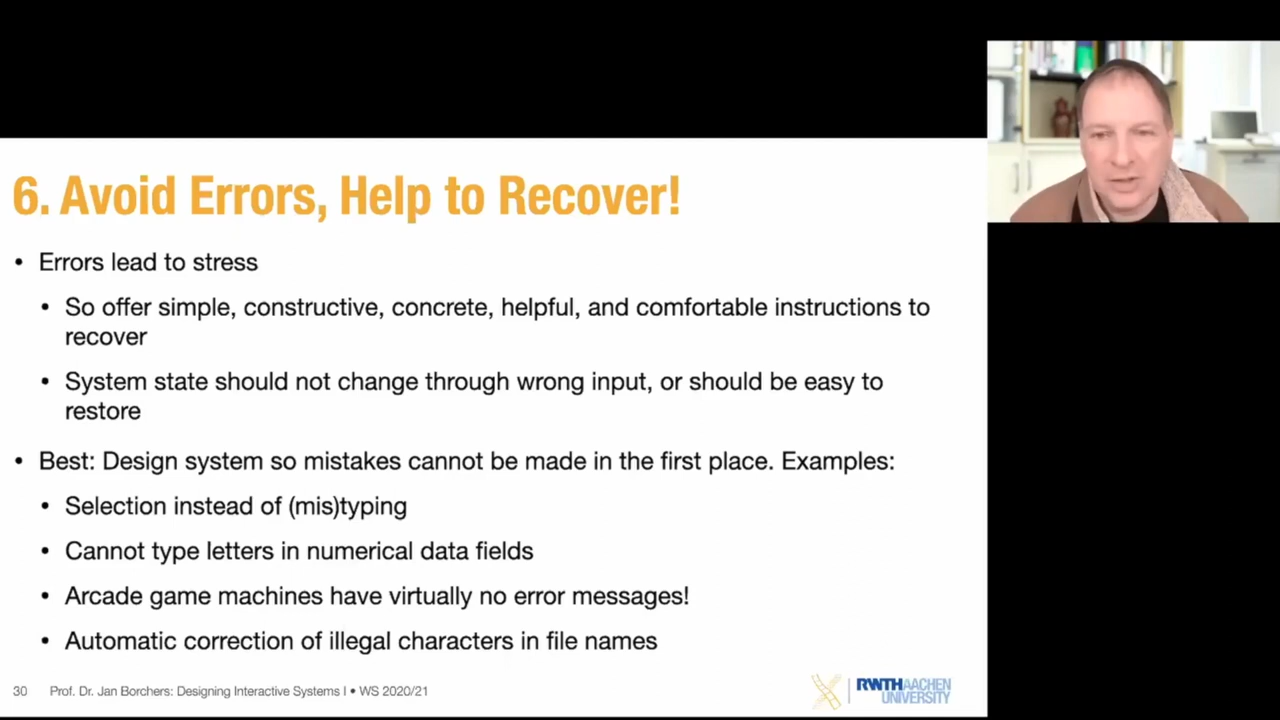 6. Avoid Errors, Help to Recover!
• Errors lead to stress
• So offer simple, constructive, concrete, helpful, and comfortable instructions to
recover
• System state should not change through wrong input, or should be easy to
restore
• Best: Design system so mistakes cannot be made in the first place. Examples:
• Selection instead of (mis)typing
• Cannot type letters in numerical data fields
• Arcade game machines have virtually no error messages!
• Automatic correction of illegal characters in file names
30 Prof. Dr. Jan Borchers: Designing Interactive Systems I • WS 2020/21
RWTHAACHEN
UNIVERSITY